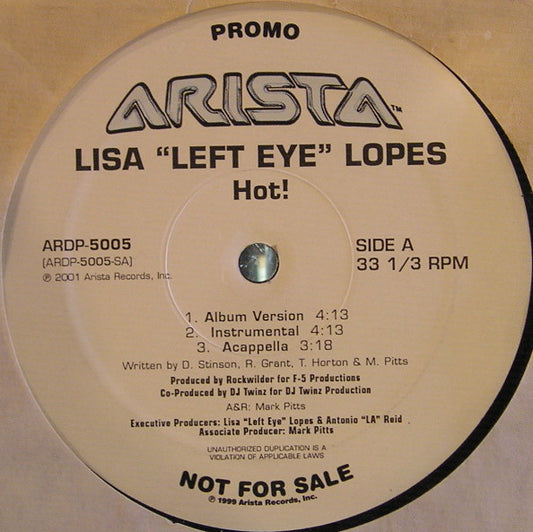 PROMO
ARISTA™
LISA “LEFT EYE” LOPES
Hot!
ARDP-5005
(ARDP-5005-SA)
℗ 2001 Arista Records, Inc.
SIDE A
33 1/3 RPM
1. Album Version 4:13
2. Instrumental 4:13
3. Acappella 3:18
Written by D. Stinson, R. Grant, T. Horton & M. Pitts
Produced by Rockwilder for F-5 Productions
Co-Produced by DJ Twinz for DJ Twinz Production
A&R: Mark Pitts
Executive Producers: Lisa "Left Eye" Lopes & Antonio "LA" Reid
Associate Producer: Mark Pitts
UNAUTHORIZED DUPLICATION IS A
VIOLATION OF APPLICABLE LAWS
NOT FOR SALE
℗ 1999 Arista Records, Inc.